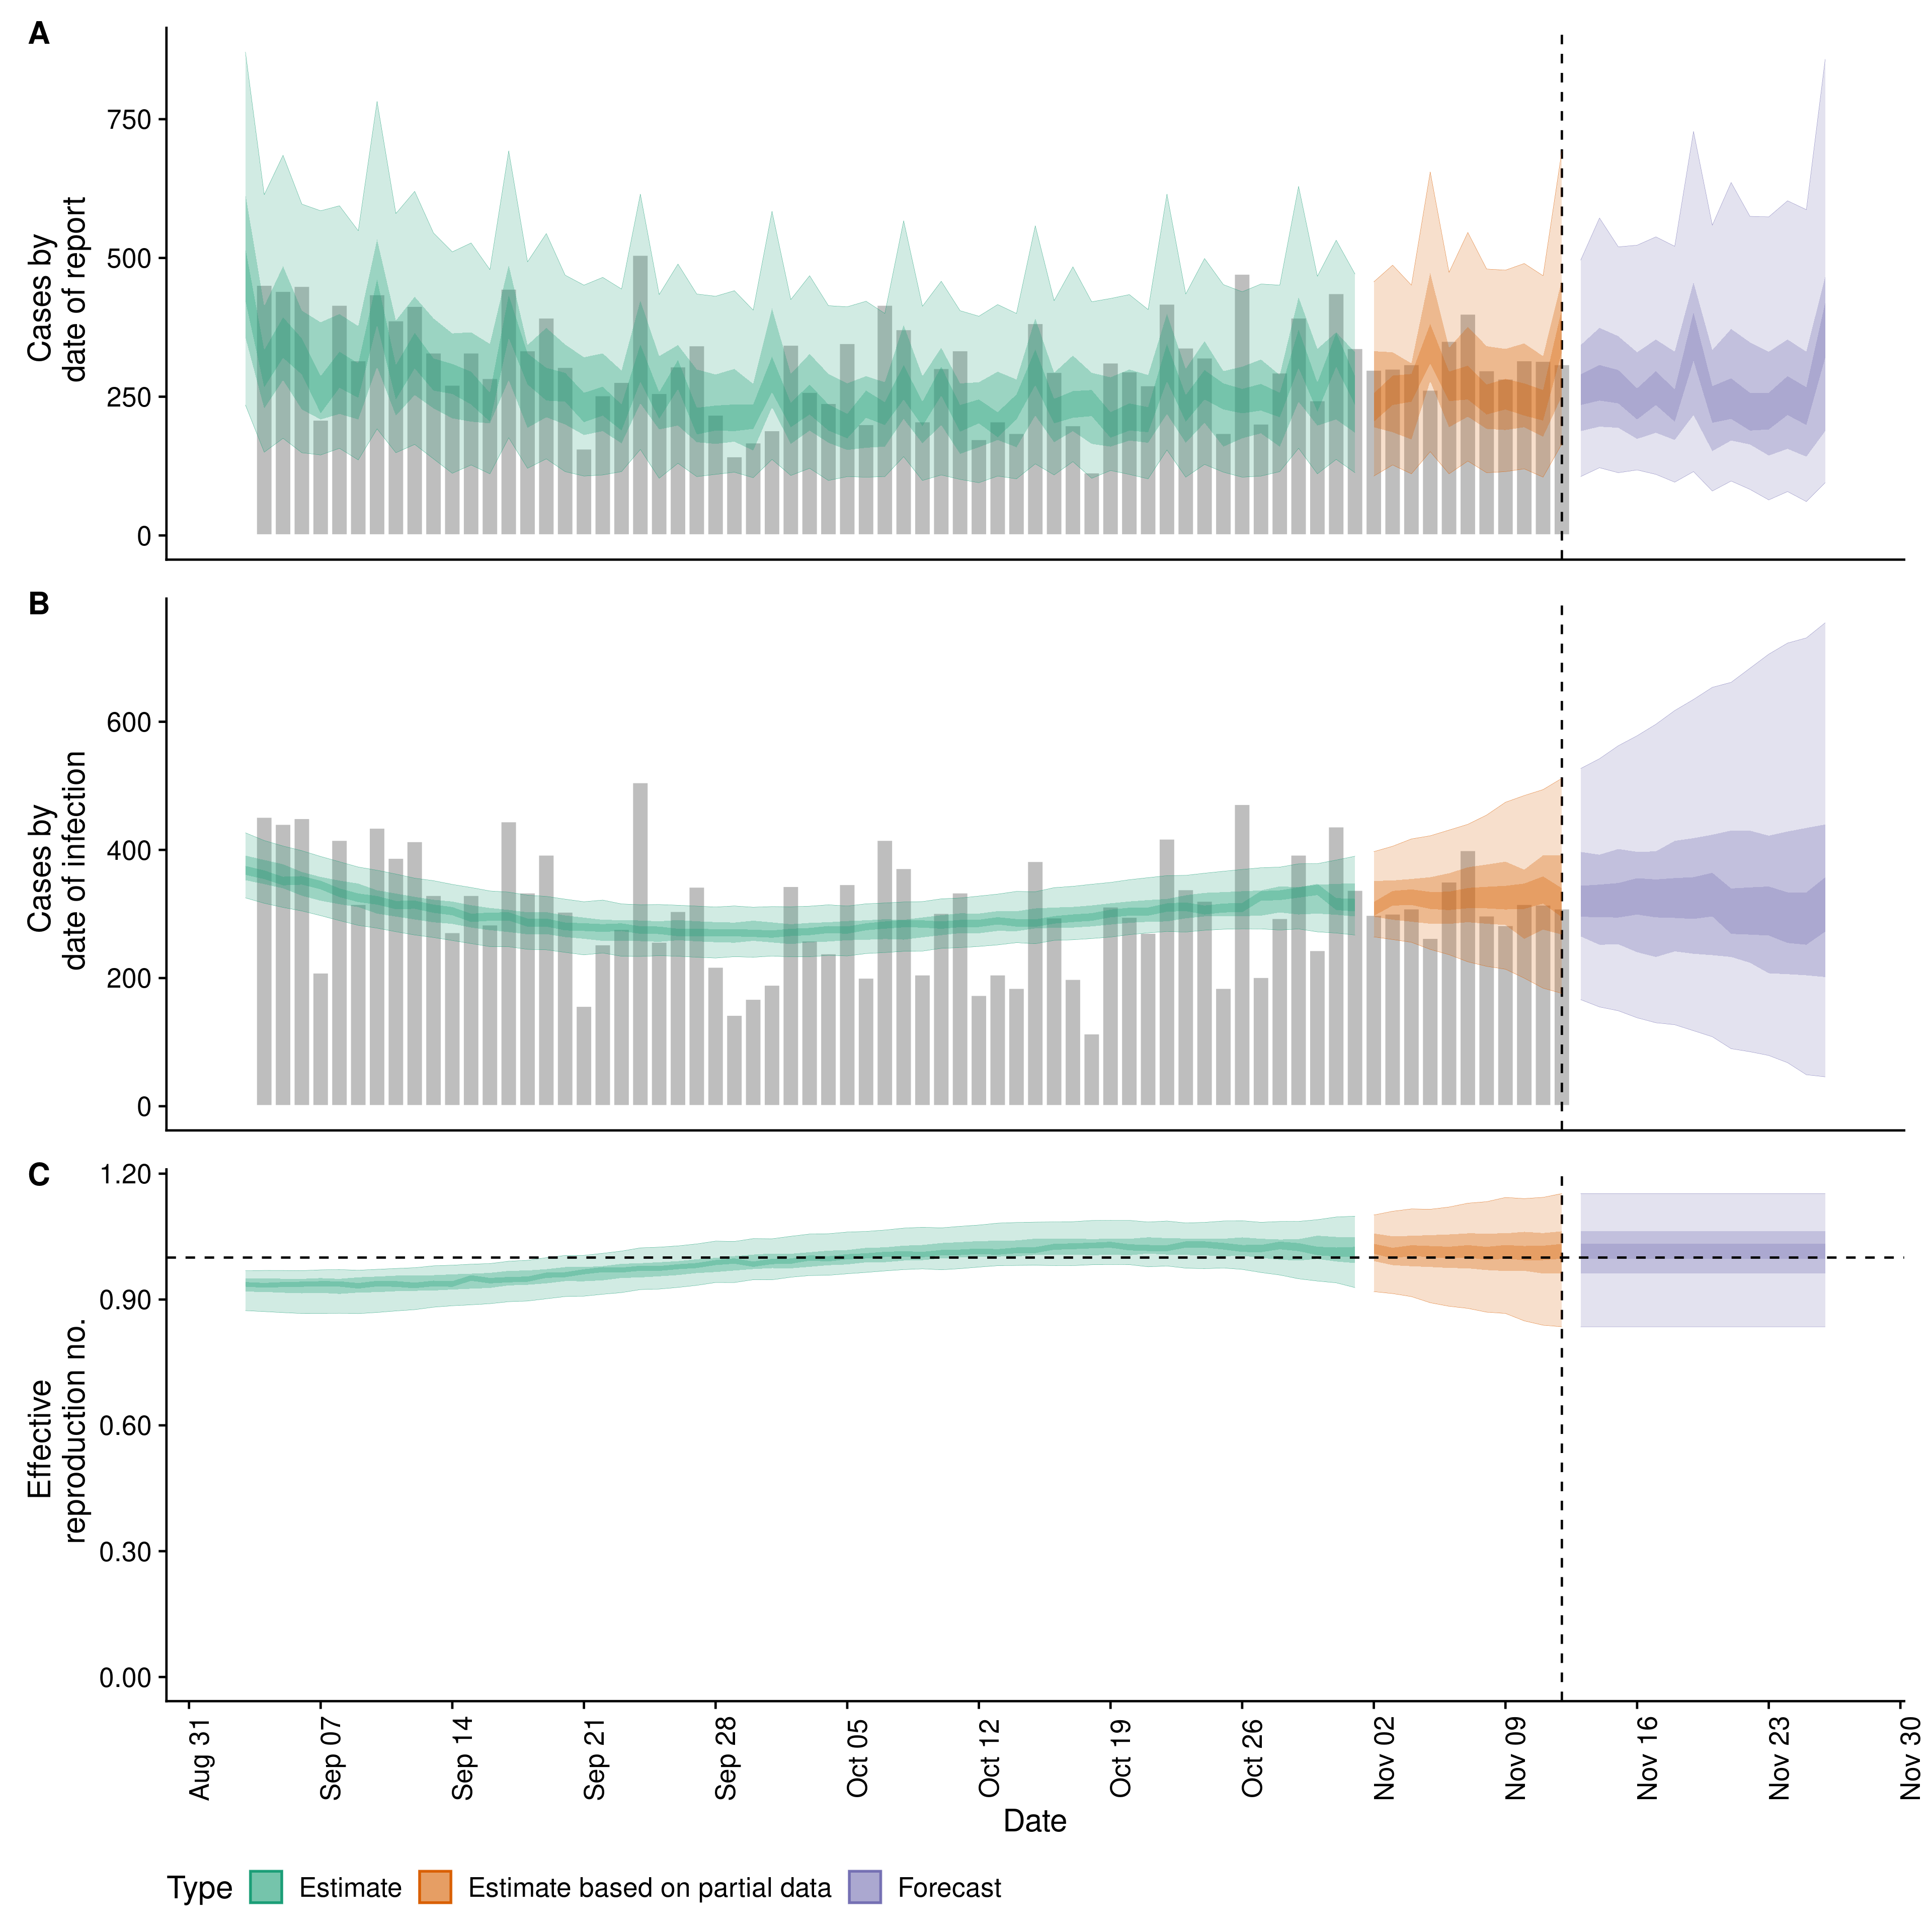 A
Cases by
date of report
750
500
250
0
B
Cases by
date of infection
600
400
200
0
C
Effective
reproduction no.
1.20
0.90
0.60
0.30
0.00
Aug 31
Sep 07
Sep 14
Sep 21
Sep 28
Oct 05
Oct 12
Oct 19
Oct 26
Nov 02
Nov 09
Nov 16
Nov 23
Nov 30
Date
Type Estimate Estimate based on partial data Forecast